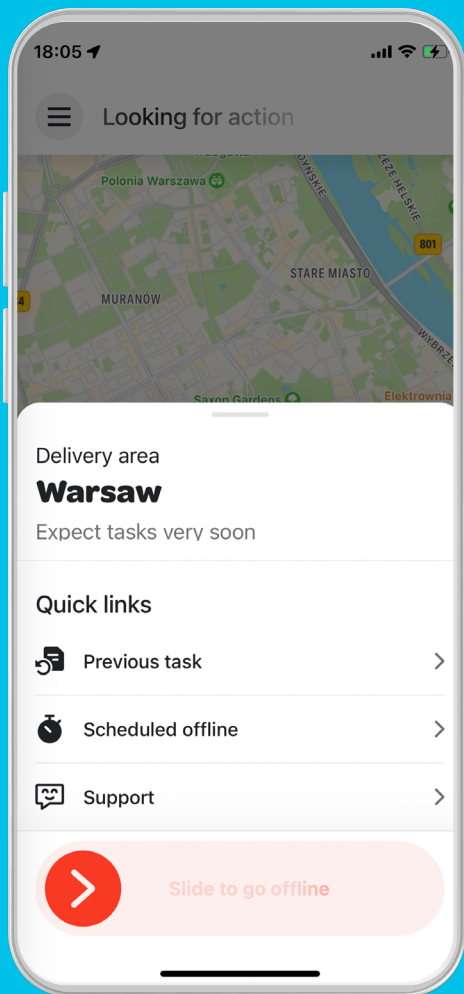 18:05
Looking for action
Polonia Warszawa
801
STARE MIASTO
MURANÓW
4
Saxon Gardens
Elektrownia
Delivery area
Warsaw
Expect tasks very soon
Quick links
Previous task
Scheduled offline
Support
Slide to go offline